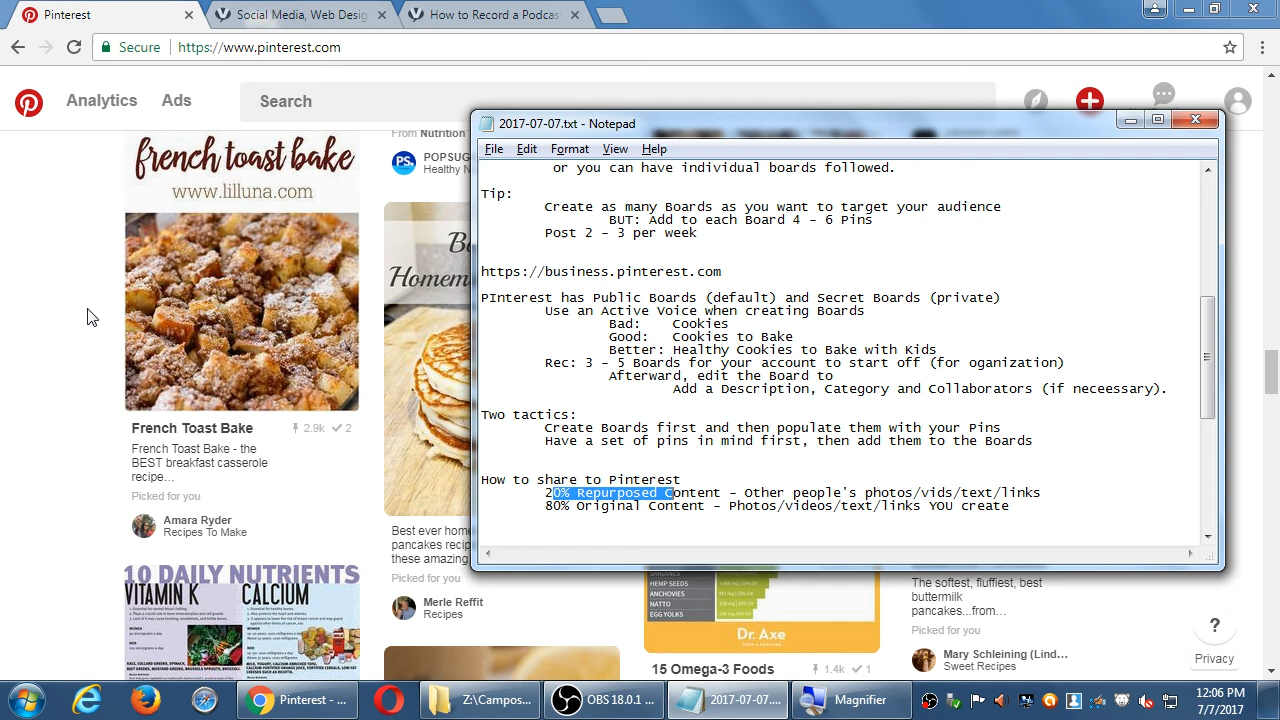 Pinterest
Social Media, Web Desig
How to Record a Podcas
Secure
https://www.pinterest.com
Analytics
Ads
Search
2017-07-07.txt - Notepad
File Edit Format View Help
or you can have individual boards followed.
Tip:
Create as many Boards as you want to target your audience
BUT: Add to each Board 4 - 6 Pins
Post 2 - 3 per week
https://business.pinterest.com
PInterest has Public Boards (default) and Secret Boards (private)
Use an Active Voice when creating Boards
Bad: Cookies
Good: Cookies to Bake
Better: Healthy Cookies to Bake with Kids
Rec: 3 - 5 Boards for your account to start off (for oganization)
Afterward, edit the Board to
Add a Description, Category and Collaborators (if neceessary).
Two tactics:
Create Boards first and then populate them with your Pins
Have a set of pins in mind first, then add them to the Boards
How to share to Pinterest
20% Repurposed Content - Other people's photo/vids/text/links
80% Original Content - Photos/videos/text/links YOU create
french toast bake
www.lilluna.com
French Toast Bake
2.9k
2
French Toast Bake - the
BEST breakfast casserole
recipe...
Picked for you
Amara Ryder
Recipes To Make
10 DAILY NUTRIENTS
VITAMIN K
CALCIUM
From Nutrition
PS.
POPSUG
Healthy N
Be
Homem
Best ever home
pancakes recip
these amazing
Picked for you
Merle Reffit
Recipes
SARDINES
HEMP SEEDS
ANCHOVIES
NATTO
EGG YOLKS
Dr. Axe
15 Omega-3 Foods
The softest, fluffiest, best
buttermilk
pancakes...from...
Picked for you
Mary Schleining (Lind...
Sweet Recipes
?
Privacy
Pinterest - ...
Z:\Campos...
OBS 18.0.1 ...
2017-07-07....
Magnifier
12:06 PM
7/7/2017